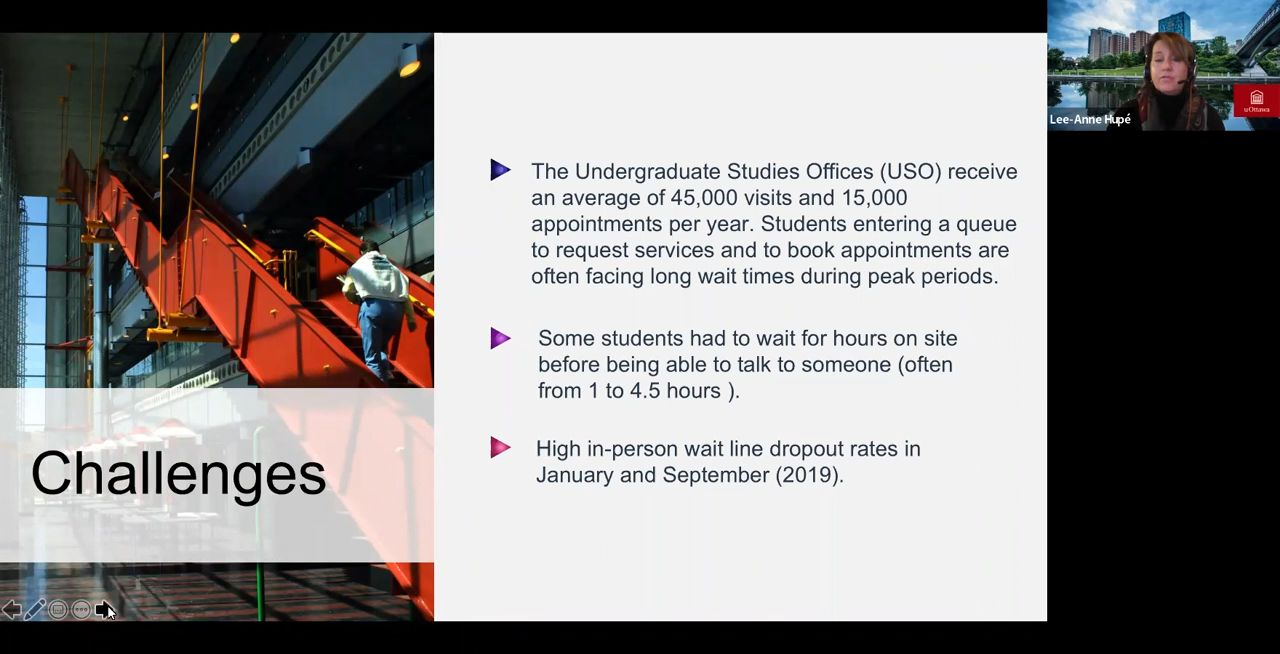 The Undergraduate Studies Offices (USO) receive
an average of 45,000 visits and 15,000
appointments per year. Students entering a queue
to request services and to book appointments are
often facing long wait times during peak periods.
Some students had to wait for hours on site
before being able to talk to someone (often
from 1 to 4.5 hours ).
High in-person wait line dropout rates in
January and September (2019).
Challenges
uOttawa
Lee-Anne Hupé